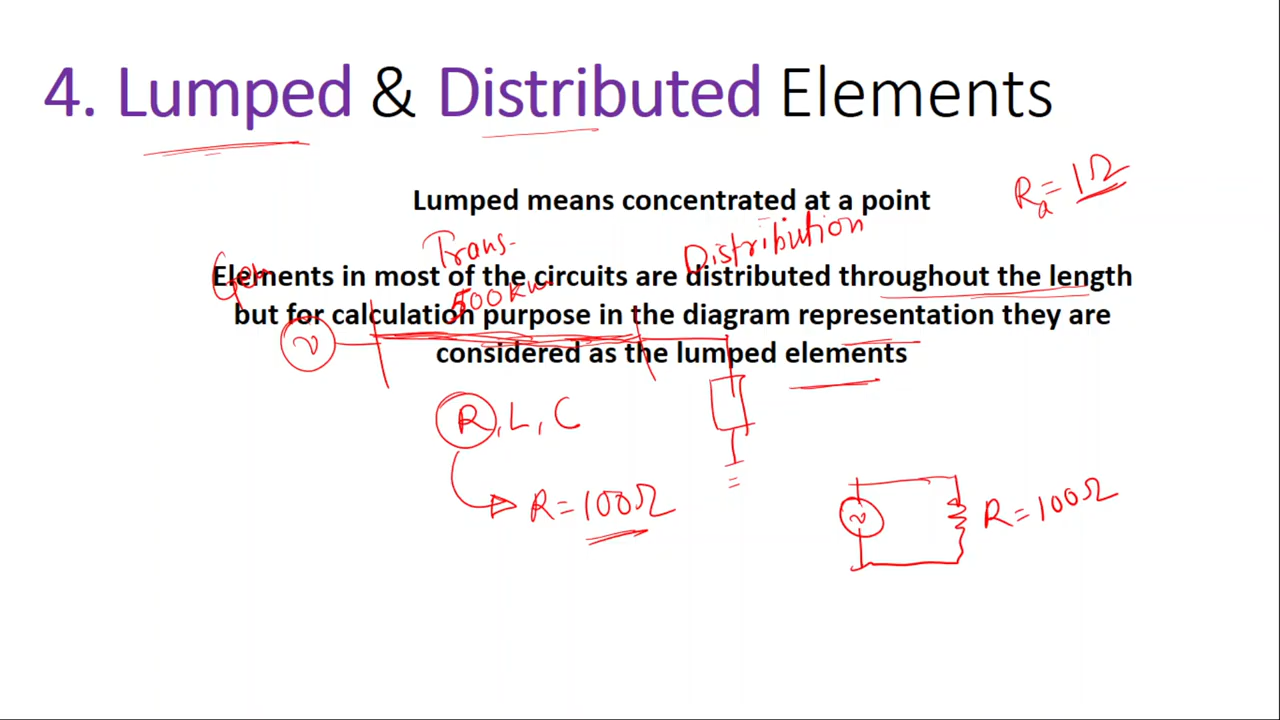 4. Lumped & Distributed Elements
Lumped means concentrated at a point
Ra = 1Ω
Trans-
Distribution
Gen
Elements in most of the circuits are distributed throughout the length
500km
but for calculation purpose in the diagram representation they are
considered as the lumped elements
R, L, C
R = 100Ω
R = 100Ω